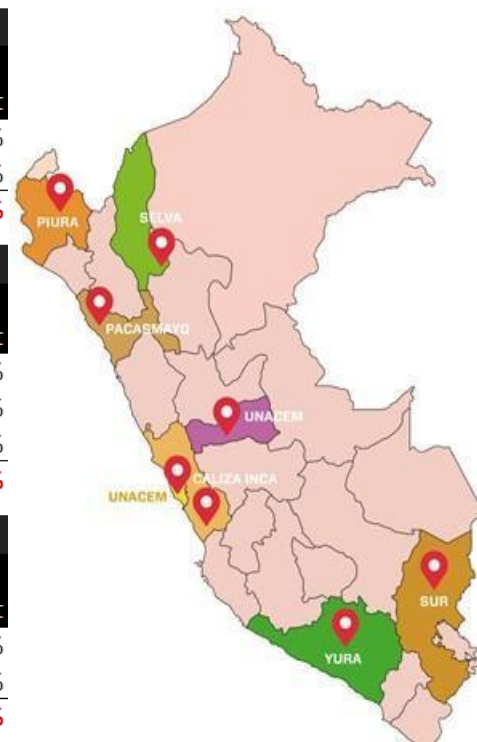 PIURA
SELVA
PACASMAYO
UNACEM
CALIZA INCA
UNACEM
SUR
YURA